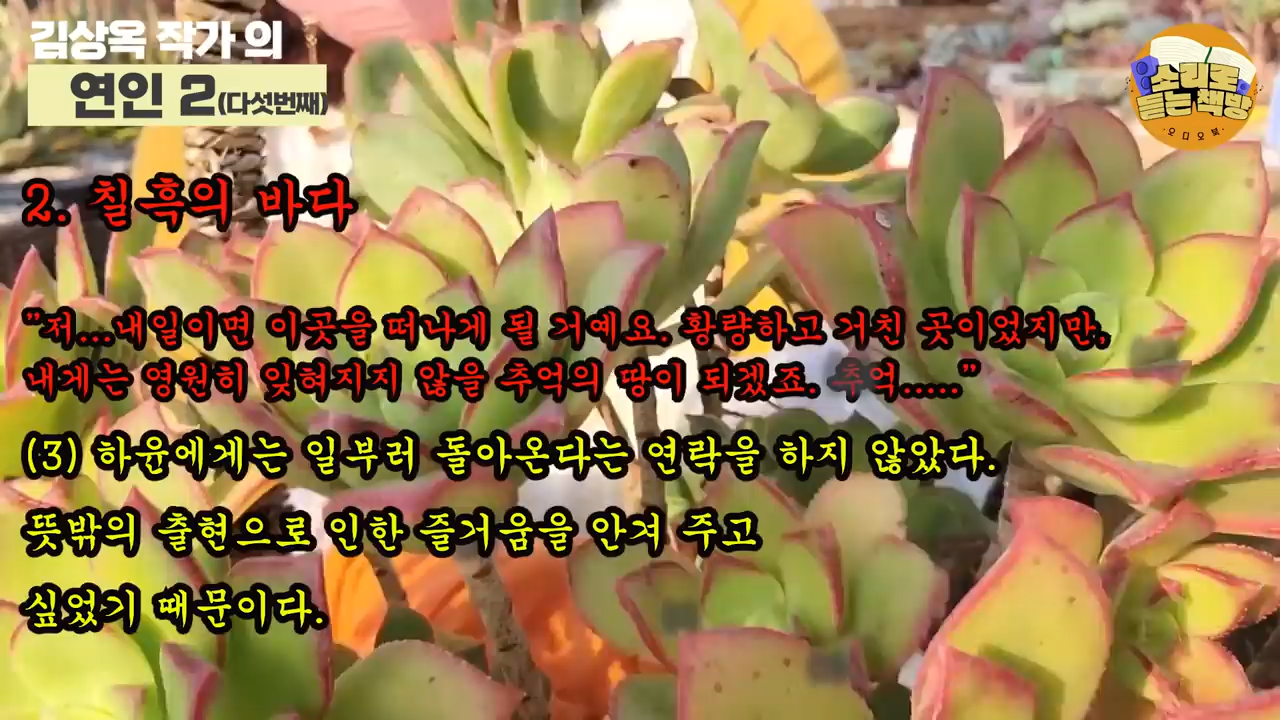 김상옥 작가 의
연인 2(다섯번째)
소리로
듣는 책방
·오디오북·
2. 칠흑의 바다
"저...내일이면 이곳을 떠나게 될 거예요. 황량하고 거친 곳이었지만,
내게는 영원히 잊혀지지 않을 추억의 땅이 되겠죠. 추억....."
(3) 하윤에게는 일부러 돌아온다는 연락을 하지 않았다.
뜻밖의 출현으로 인한 즐거움을 안겨 주고
싶었기 때문이다.